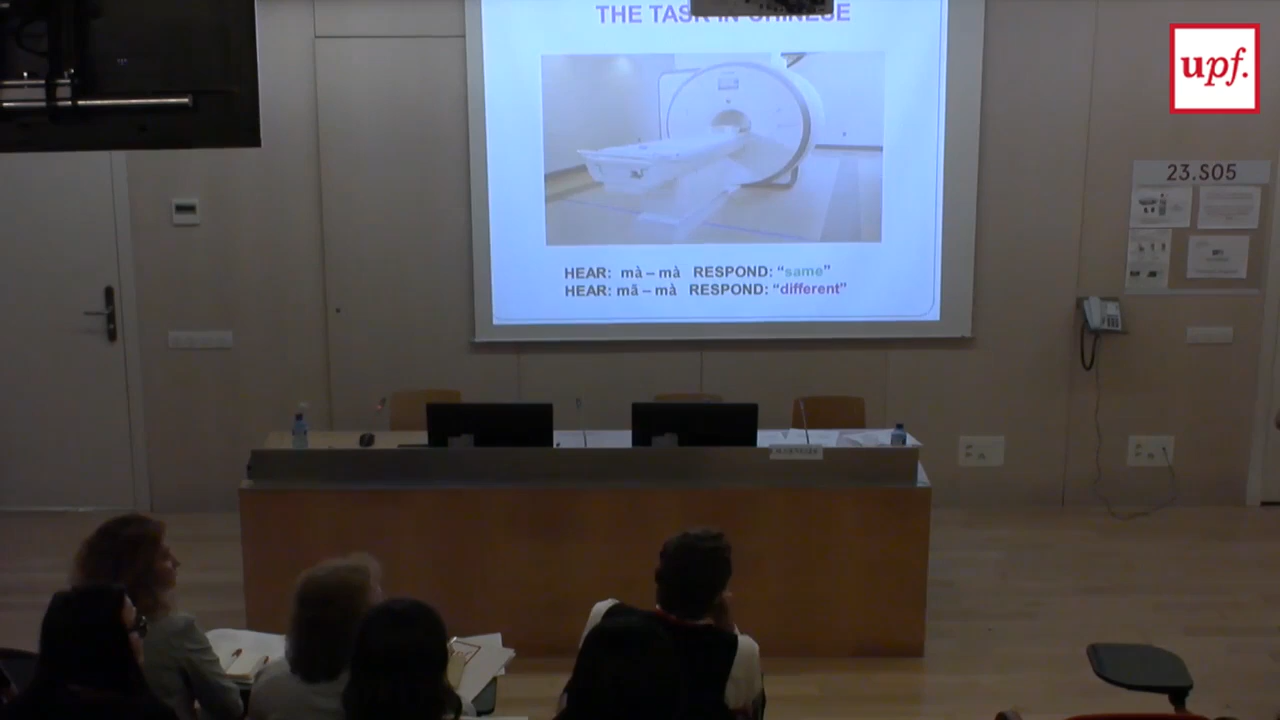 THE TASK IN CHINESE
upf.
23.S05
HEAR: mà – mà RESPOND: “same”
HEAR: mā – mà RESPOND: “different”